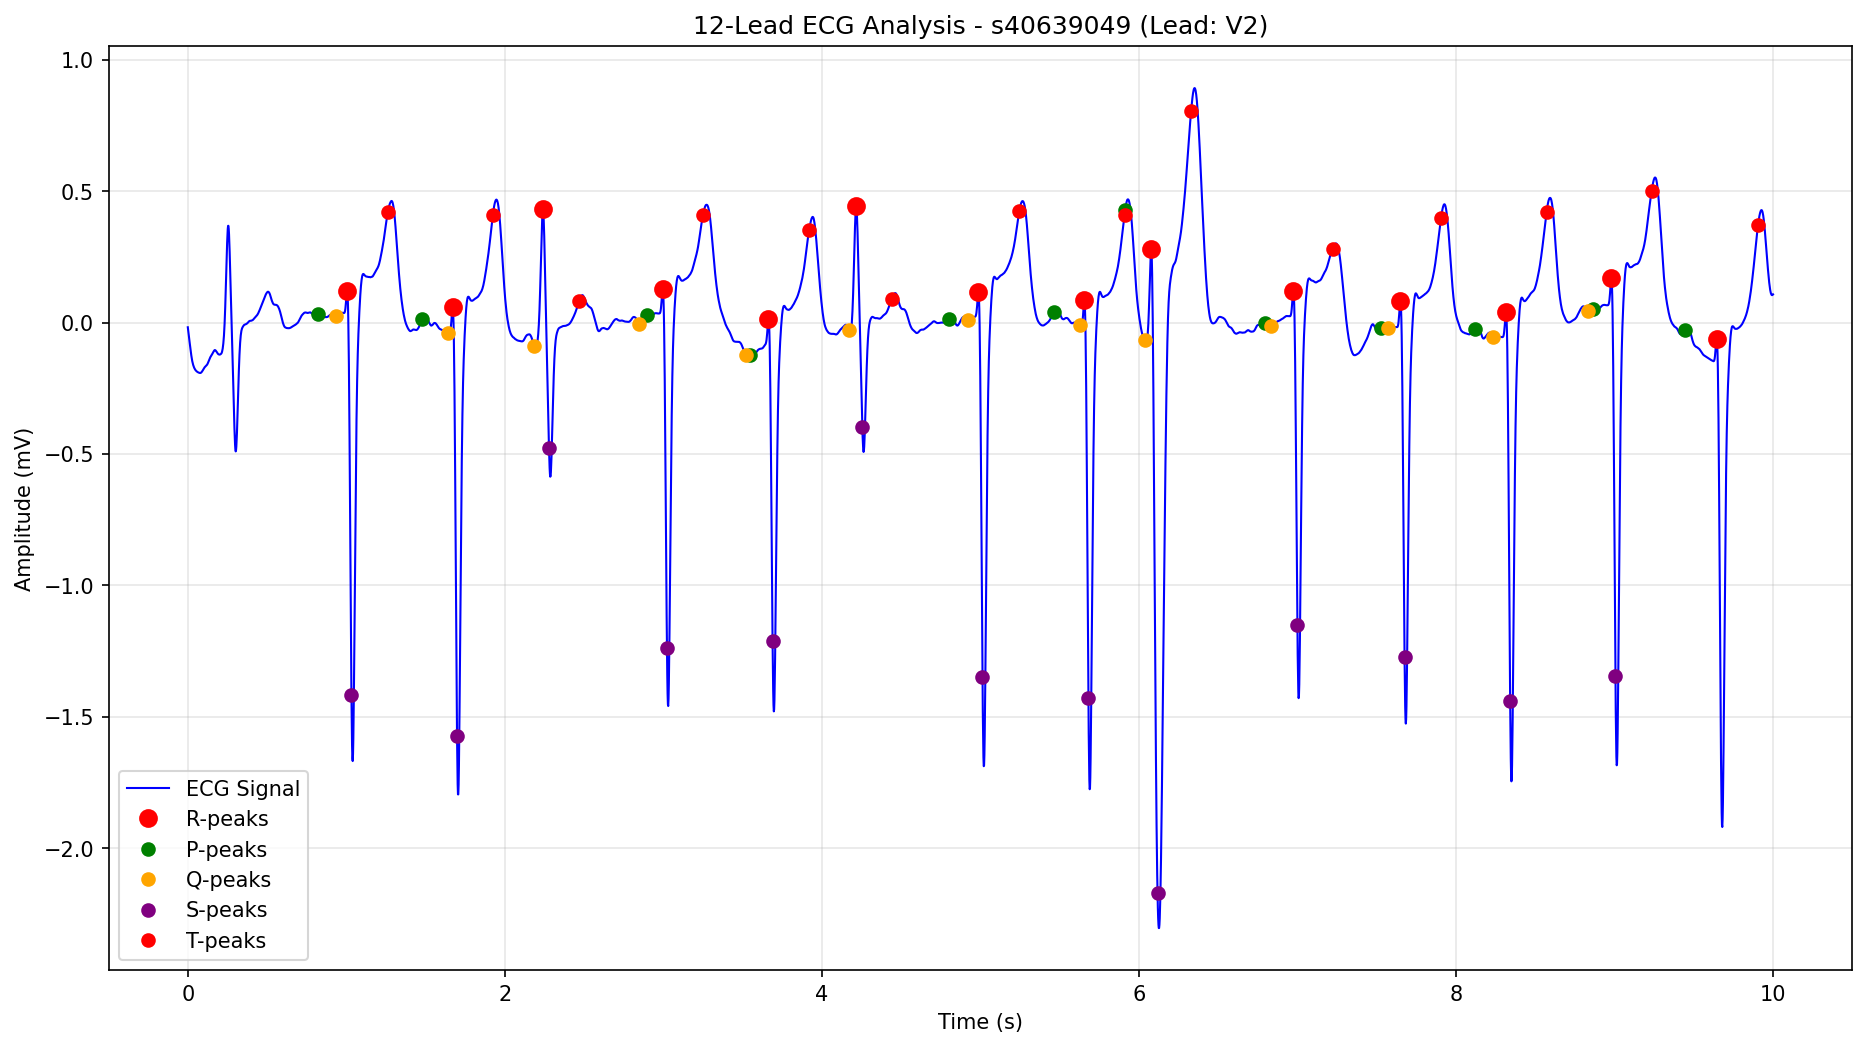 12-Lead ECG Analysis - s40639049 (Lead: V2)
1.0
0.5
0.0
−0.5
−1.0
−1.5
−2.0
Amplitude (mV)
ECG Signal
R-peaks
P-peaks
Q-peaks
S-peaks
T-peaks
0 2 4 6 8 10
Time (s)